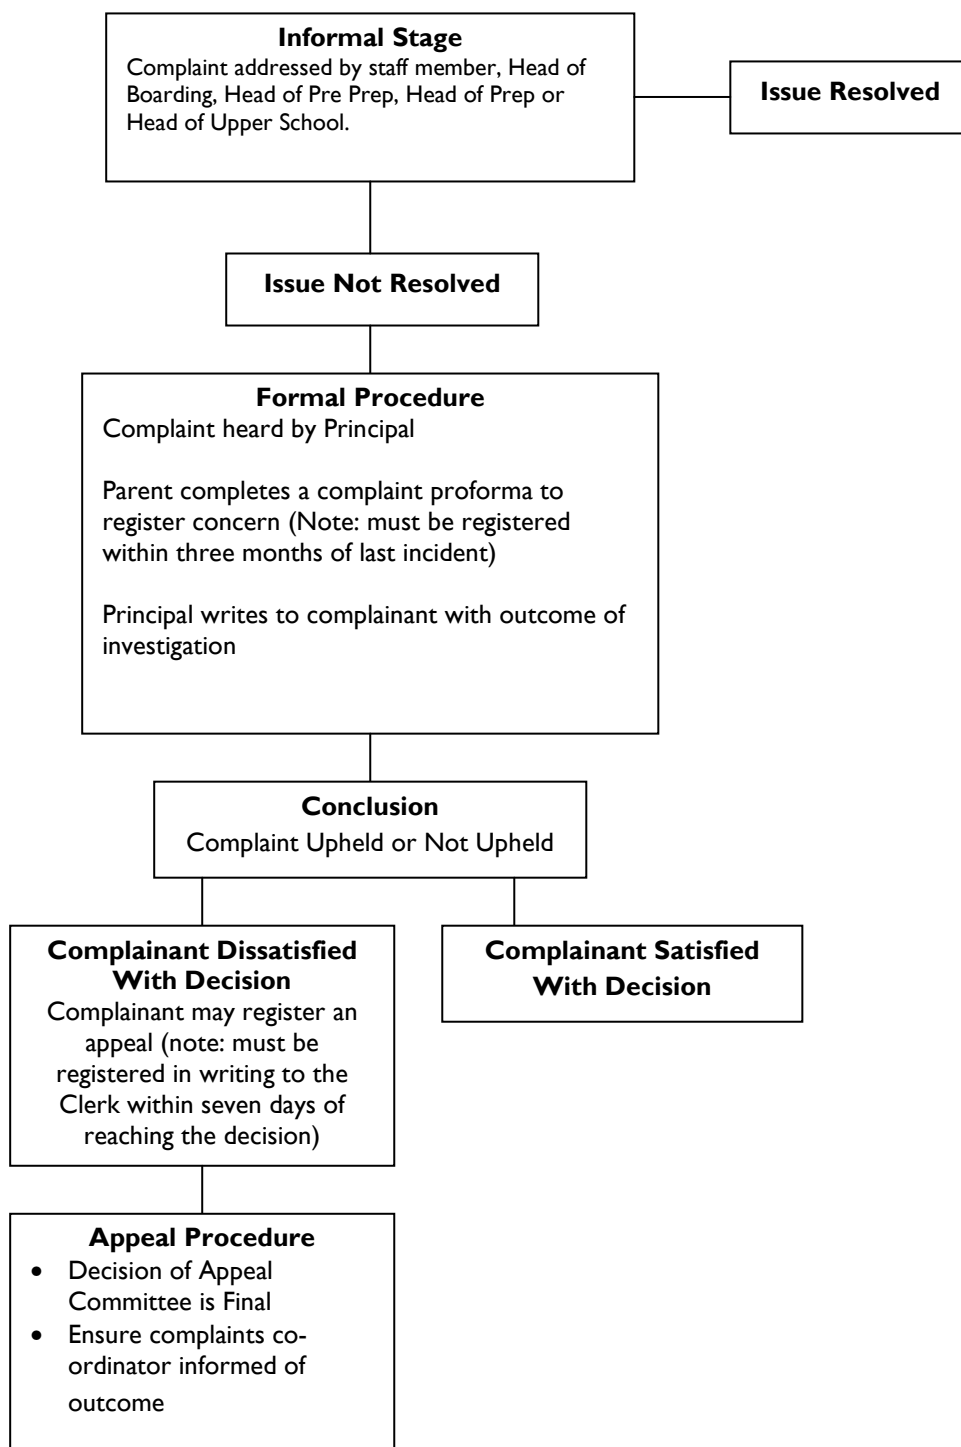 Informal Stage
Complaint addressed by staff member, Head of
Boarding, Head of Pre Prep, Head of Prep or
Head of Upper School.
Issue Resolved
Issue Not Resolved
Formal Procedure
Complaint heard by Principal
Parent completes a complaint proforma to
register concern (Note: must be registered
within three months of last incident)
Principal writes to complainant with outcome of
investigation
Conclusion
Complaint Upheld or Not Upheld
Complainant Dissatisfied
With Decision
Complainant may register an
appeal (note: must be
registered in writing to the
Clerk within seven days of
reaching the decision)
Complainant Satisfied
With Decision
Appeal Procedure
• Decision of Appeal
Committee is Final
• Ensure complaints co-
ordinator informed of
outcome